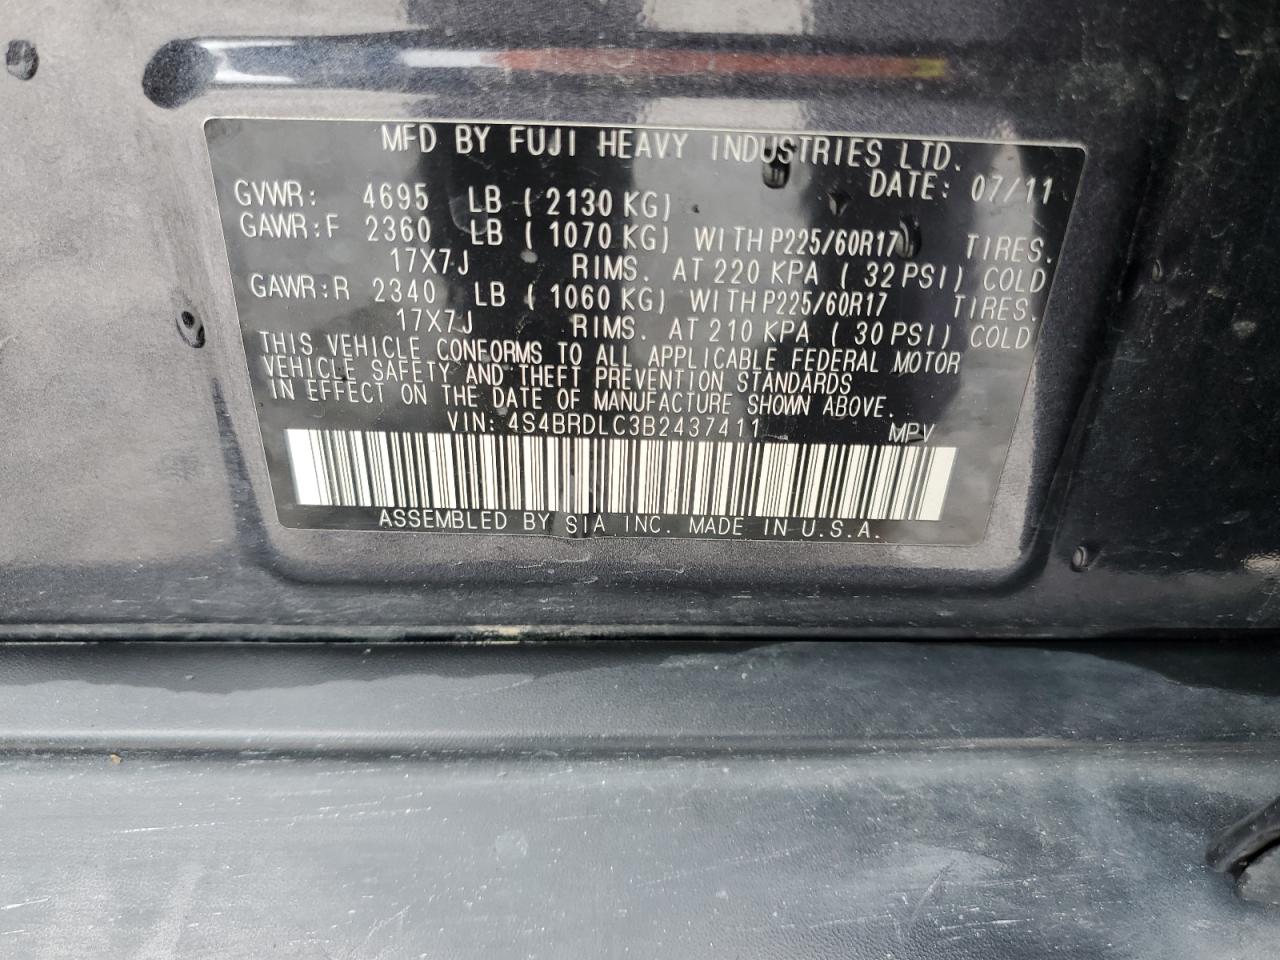 MFD BY FUJI HEAVY INDUSTRIES LTD.
DATE: 07/11
GVWR: 4695 LB ( 2130 KG)
GAWR:F 2360 LB ( 1070 KG) WITH P225/60R17 TIRES.
17X7J RIMS. AT 220 KPA ( 32 PSI) COLD
GAWR:R 2340 LB ( 1060 KG) WITH P225/60R17 TIRES.
17X7J RIMS. AT 210 KPA ( 30 PSI) COLD
THIS VEHICLE CONFORMS TO ALL APPLICABLE FEDERAL MOTOR
VEHICLE SAFETY AND THEFT PREVENTION STANDARDS
IN EFFECT ON THE DATE OF MANUFACTURE SHOWN ABOVE.
VIN: 4S4BRDLC3B2437411 MPV
ASSEMBLED BY SIA INC. MADE IN U.S.A.